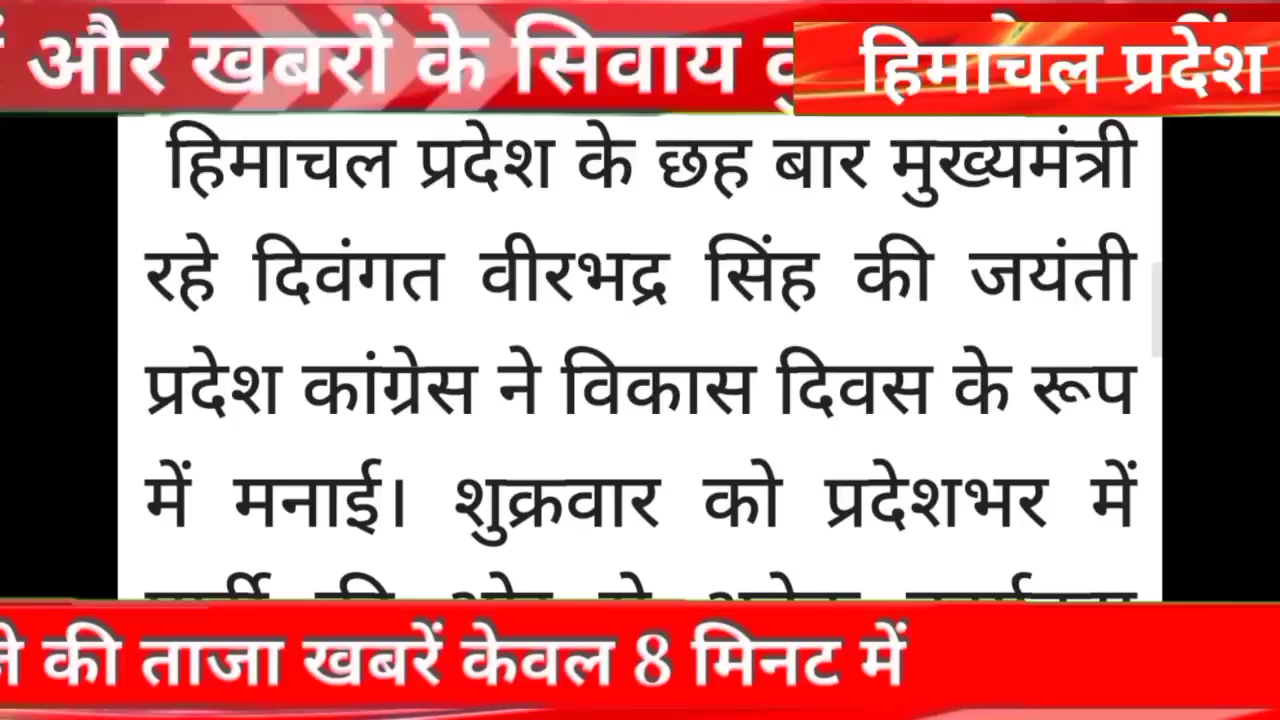 और खबरों के सिवाय
हिमाचल प्रदेश
हिमाचल प्रदेश के छह बार मुख्यमंत्री
रहे दिवंगत वीरभद्र सिंह की जयंती
प्रदेश कांग्रेस ने विकास दिवस के रूप
में मनाई। शुक्रवार को प्रदेशभर में
की ताजा खबरें केवल 8 मिनट में